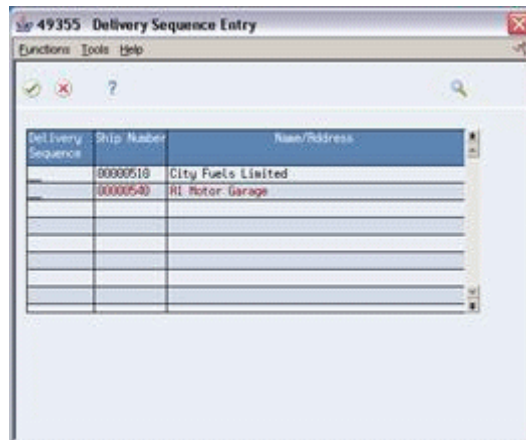 49355 Delivery Sequence Entry
Functions Tools Help
?
Delivery Sequence Ship Number Name/Address
00000510 City Fuels Limited
00000540 A1 Motor Garage